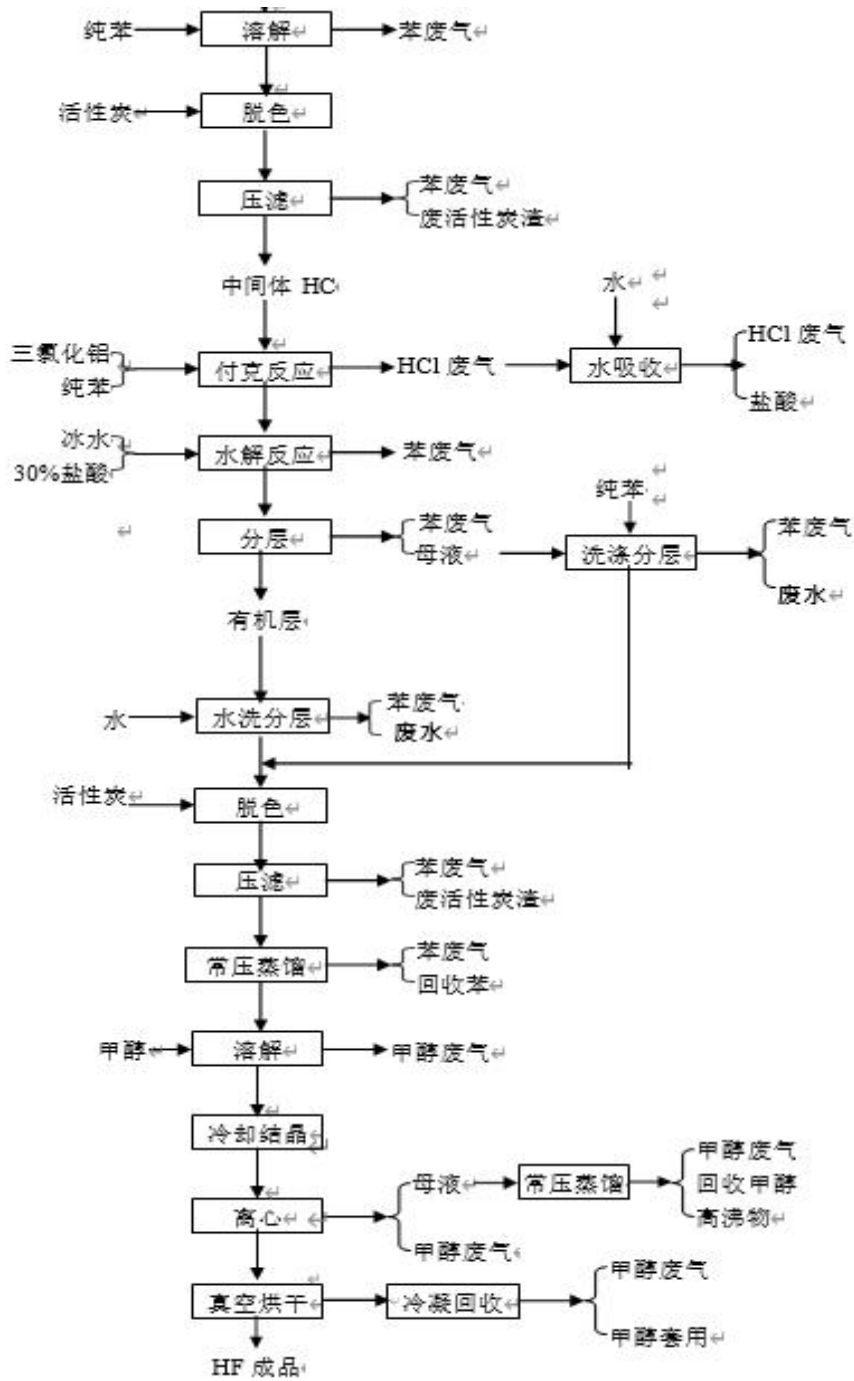 纯苯 溶解 苯废气
活性炭 脱色
压滤 苯废气
废活性炭渣
中间体 HC
水
三氯化铝
纯苯
付克反应 HCl 废气 水吸收 HCl 废气
盐酸
冰水
30%盐酸
水解反应 苯废气
纯苯
分层 苯废气
母液 洗涤分层 苯废气
废水
有机层
水 水洗分层 苯废气
废水
活性炭 脱色
压滤 苯废气
废活性炭渣
常压蒸馏 苯废气
回收苯
甲醇 溶解 甲醇废气
冷却结晶
离心 母液 常压蒸馏 甲醇废气
回收甲醇
高沸物
甲醇废气
真空烘干 冷凝回收 甲醇废气
甲醇套用
HF 成品